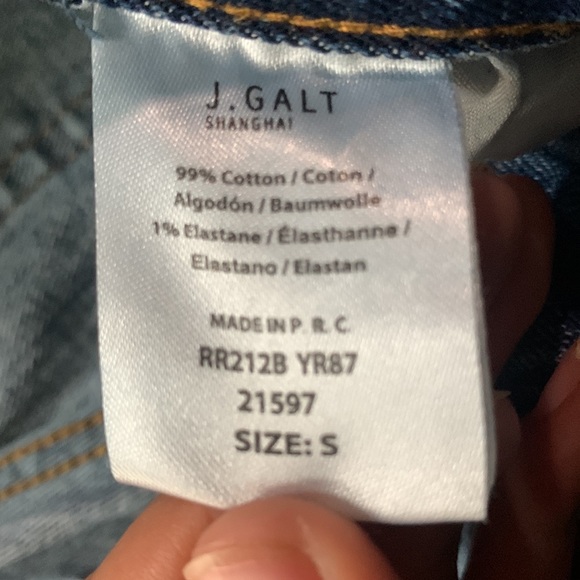 J.GALT
SHANGHAI
99% Cotton / Coton /
Algodón / Baumwolle
1% Elastane / Élasthanne /
Elastano / Elastan
MADE IN P. R. C.
RR212B YR87
21597
SIZE: S